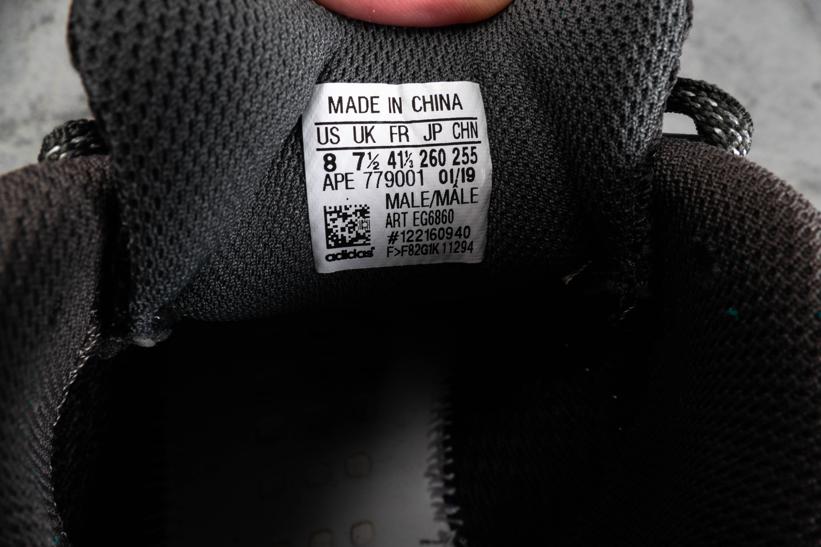 MADE IN CHINA
US UK FR JP CHN
8 7½ 41⅓ 260 255
APE 779001 01/19
MALE/MÂLE
ART EG6860
#122160940
F>F82G1K11294
adidas